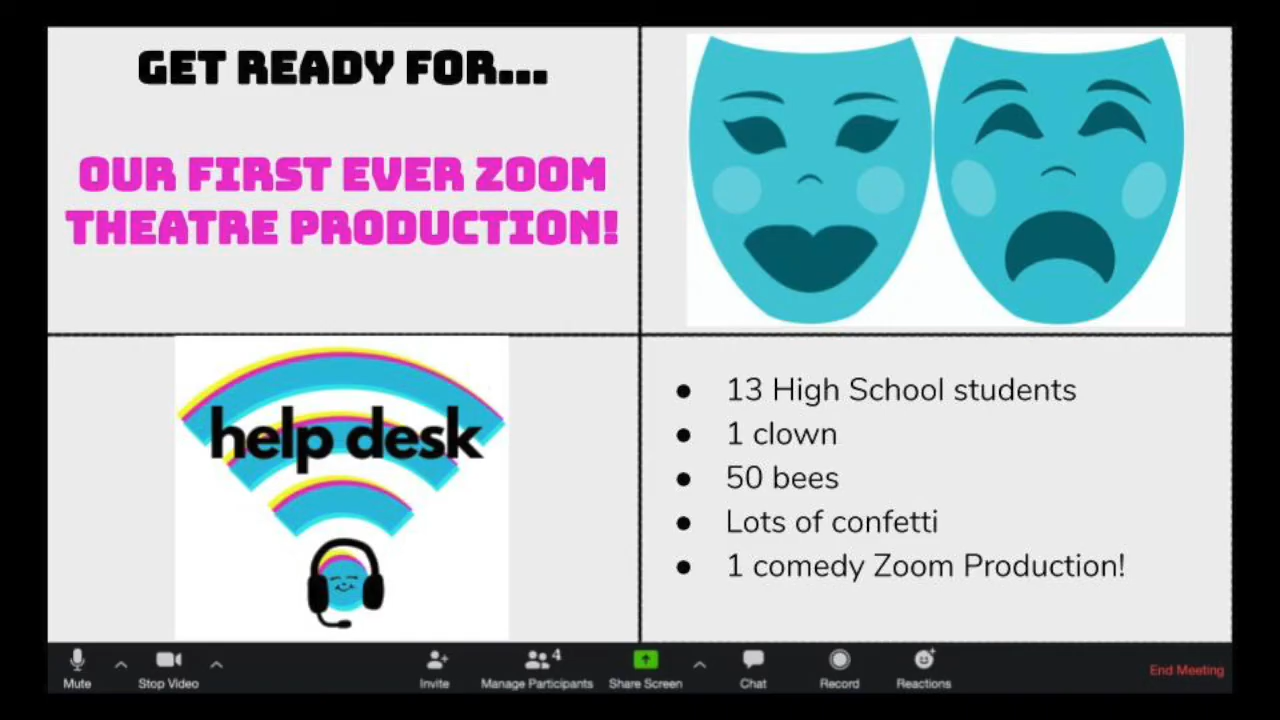 GET READY FOR...
OUR FIRST EVER ZOOM
THEATRE PRODUCTION!
help desk
● 13 High School students
● 1 clown
● 50 bees
● Lots of confetti
● 1 comedy Zoom Production!
Mute
Stop Video
Invite
4
Manage Participants
Share Screen
Chat
Record
Reactions
End Meeting